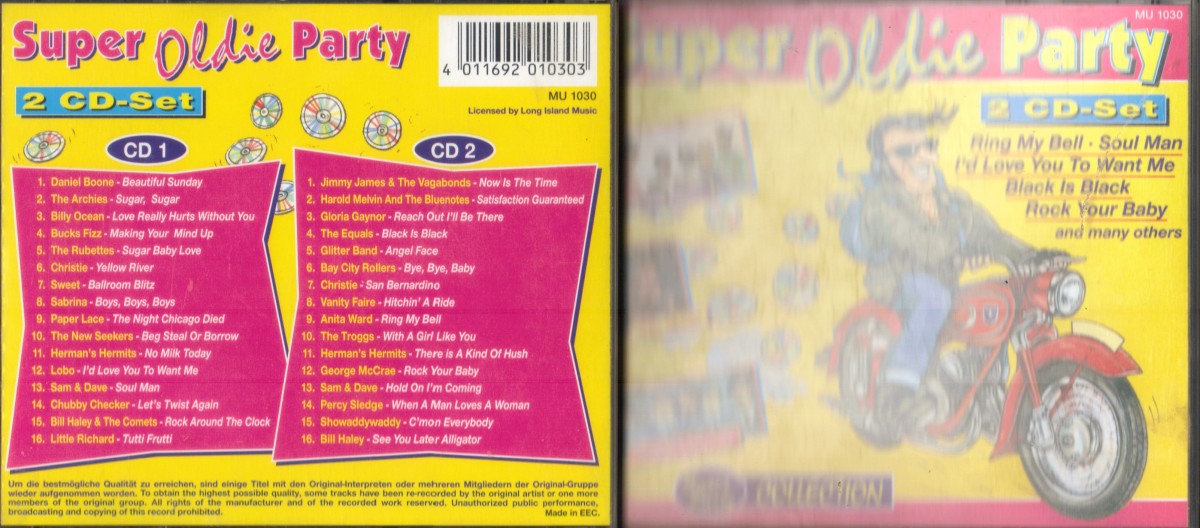 Super Oldie Party
2 CD-Set
4 011692 010303
MU 1030
Licensed by Long Island Music
CD 1
1. Daniel Boone - Beautiful Sunday
2. The Archies - Sugar, Sugar
3. Billy Ocean - Love Really Hurts Without You
4. Bucks Fizz - Making Your Mind Up
5. The Rubettes - Sugar Baby Love
6. Christie - Yellow River
7. Sweet - Ballroom Blitz
8. Sabrina - Boys, Boys, Boys
9. Paper Lace - The Night Chicago Died
10. The New Seekers - Beg Steal Or Borrow
11. Herman's Hermits - No Milk Today
12. Lobo - I'd Love You To Want Me
13. Sam & Dave - Soul Man
14. Chubby Checker - Let's Twist Again
15. Bill Haley & The Comets - Rock Around The Clock
16. Little Richard - Tutti Frutti
CD 2
1. Jimmy James & The Vagabonds - Now Is The Time
2. Harold Melvin And The Bluenotes - Satisfaction Guaranteed
3. Gloria Gaynor - Reach Out I'll Be There
4. The Equals - Black Is Black
5. Glitter Band - Angel Face
6. Bay City Rollers - Bye, Bye, Baby
7. Christie - San Bernardino
8. Vanity Faire - Hitchin' A Ride
9. Anita Ward - Ring My Bell
10. The Troggs - With A Girl Like You
11. Herman's Hermits - There is A Kind Of Hush
12. George McCrae - Rock Your Baby
13. Sam & Dave - Hold On I'm Coming
14. Percy Sledge - When A Man Loves A Woman
15. Showaddywaddy - C'mon Everybody
16. Bill Haley - See You Later Alligator
Um die bestmögliche Qualität zu erreichen, sind einige Titel mit den Original-Interpreten oder mehreren Mitgliedern der Original-Gruppe
wieder aufgenommen worden. To obtain the highest possible quality, some tracks have been re-recorded by the original artist or one more
members of the original group. All rights of the manufacturer and of the recorded work reserved. Unauthorized public performance,
broadcasting and copying of this record prohibited.
Made in EEC.
MU 1030
Super Oldie Party
2 CD-Set
Ring My Bell · Soul Man
I'd Love You To Want Me
Black Is Black
Rock Your Baby
and many others
COLLECTION